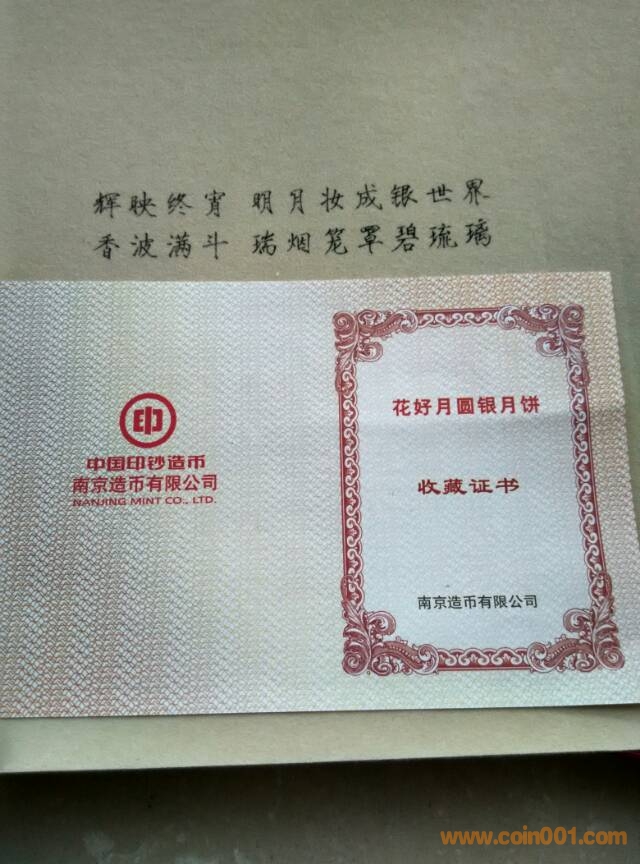 辉映终宵 明月妆成银世界
香波满斗 瑞烟笼罩碧琉璃
中国印钞造币
南京造币有限公司
NANJING MINT CO., LTD.
花好月圆银月饼
收藏证书
南京造币有限公司
www.coin001.com